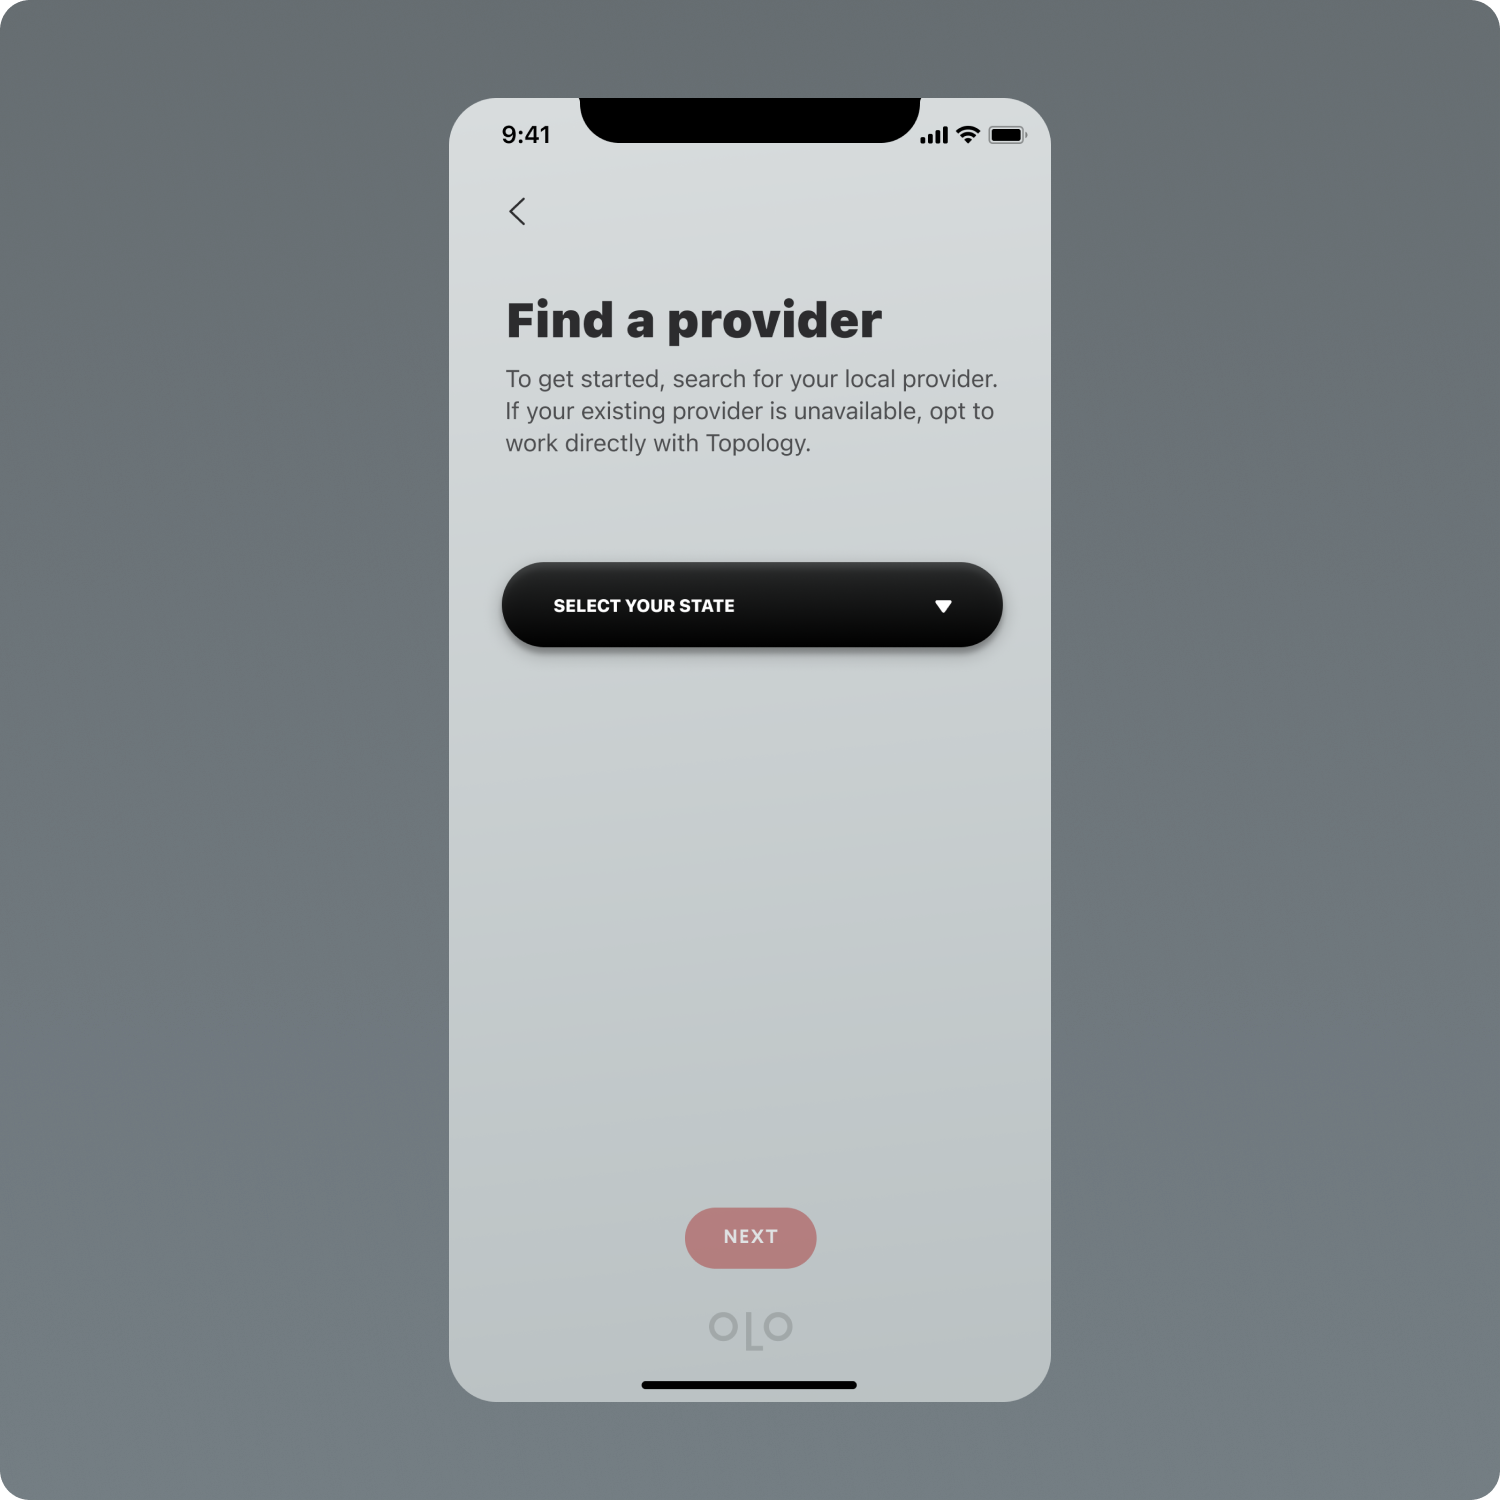 9:41
Find a provider
To get started, search for your local provider.
If your existing provider is unavailable, opt to
work directly with Topology.
SELECT YOUR STATE
NEXT
OLO